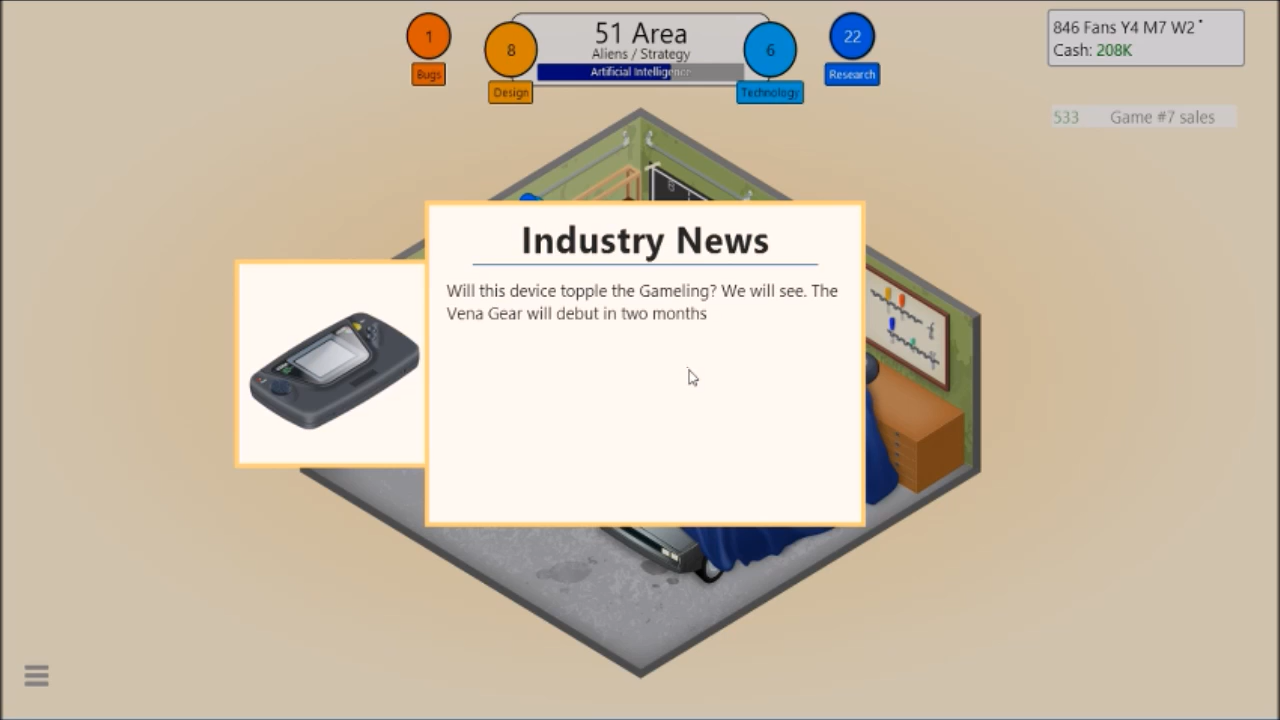 1
Bugs
8
Design
51 Area
Aliens / Strategy
Artificial Intelligence
6
Technology
22
Research
846 Fans Y4 M7 W2
Cash: 208K
533 Game #7 sales
Industry News
Will this device topple the Gameling? We will see. The
Vena Gear will debut in two months